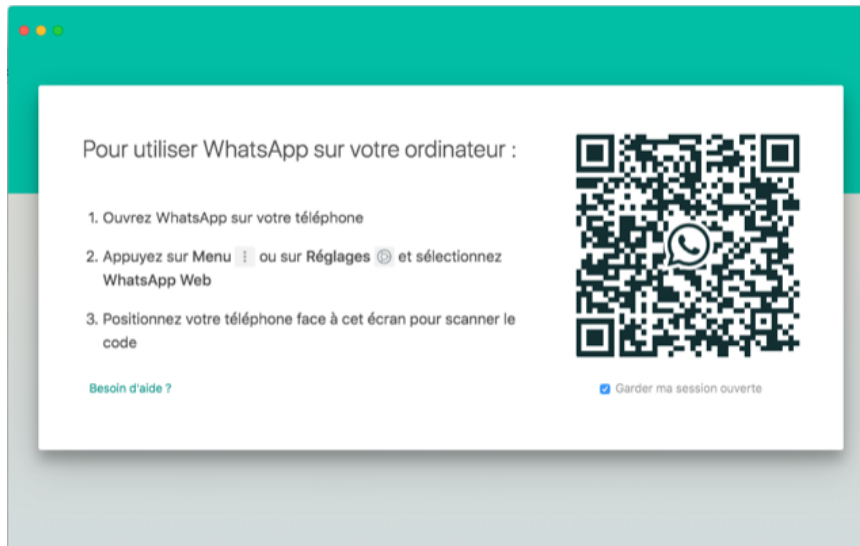 Pour utiliser WhatsApp sur votre ordinateur :
1. Ouvrez WhatsApp sur votre téléphone
2. Appuyez sur Menu ou sur Réglages et sélectionnez
WhatsApp Web
3. Positionnez votre téléphone face à cet écran pour scanner le
code
Besoin d'aide ?
Garder ma session ouverte